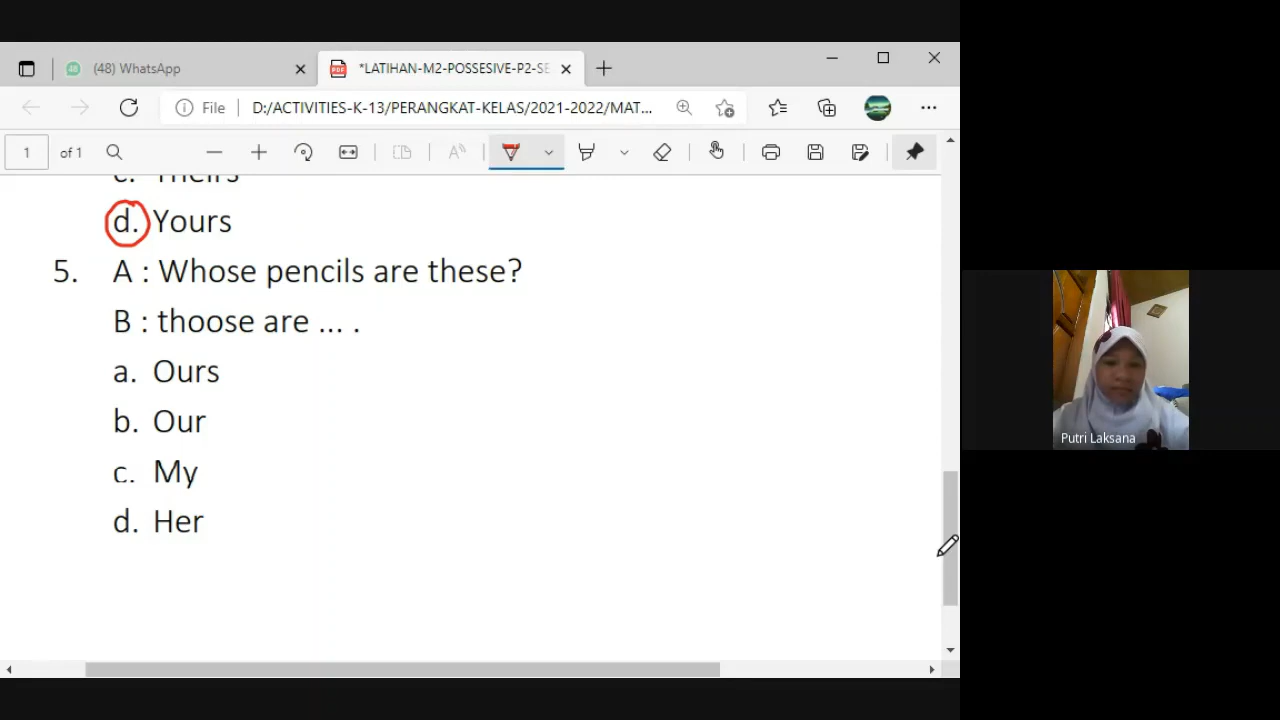 (48) WhatsApp
*LATIHAN-M2-POSSESIVE-P2-SE
File
D:/ACTIVITIES-K-13/PERANGKAT-KELAS/2021-2022/MAT...
1 of 1
c. Theirs
d. Yours
5. A : Whose pencils are these?
B : thoose are ... .
a. Ours
b. Our
c. My
d. Her
Putri Laksana